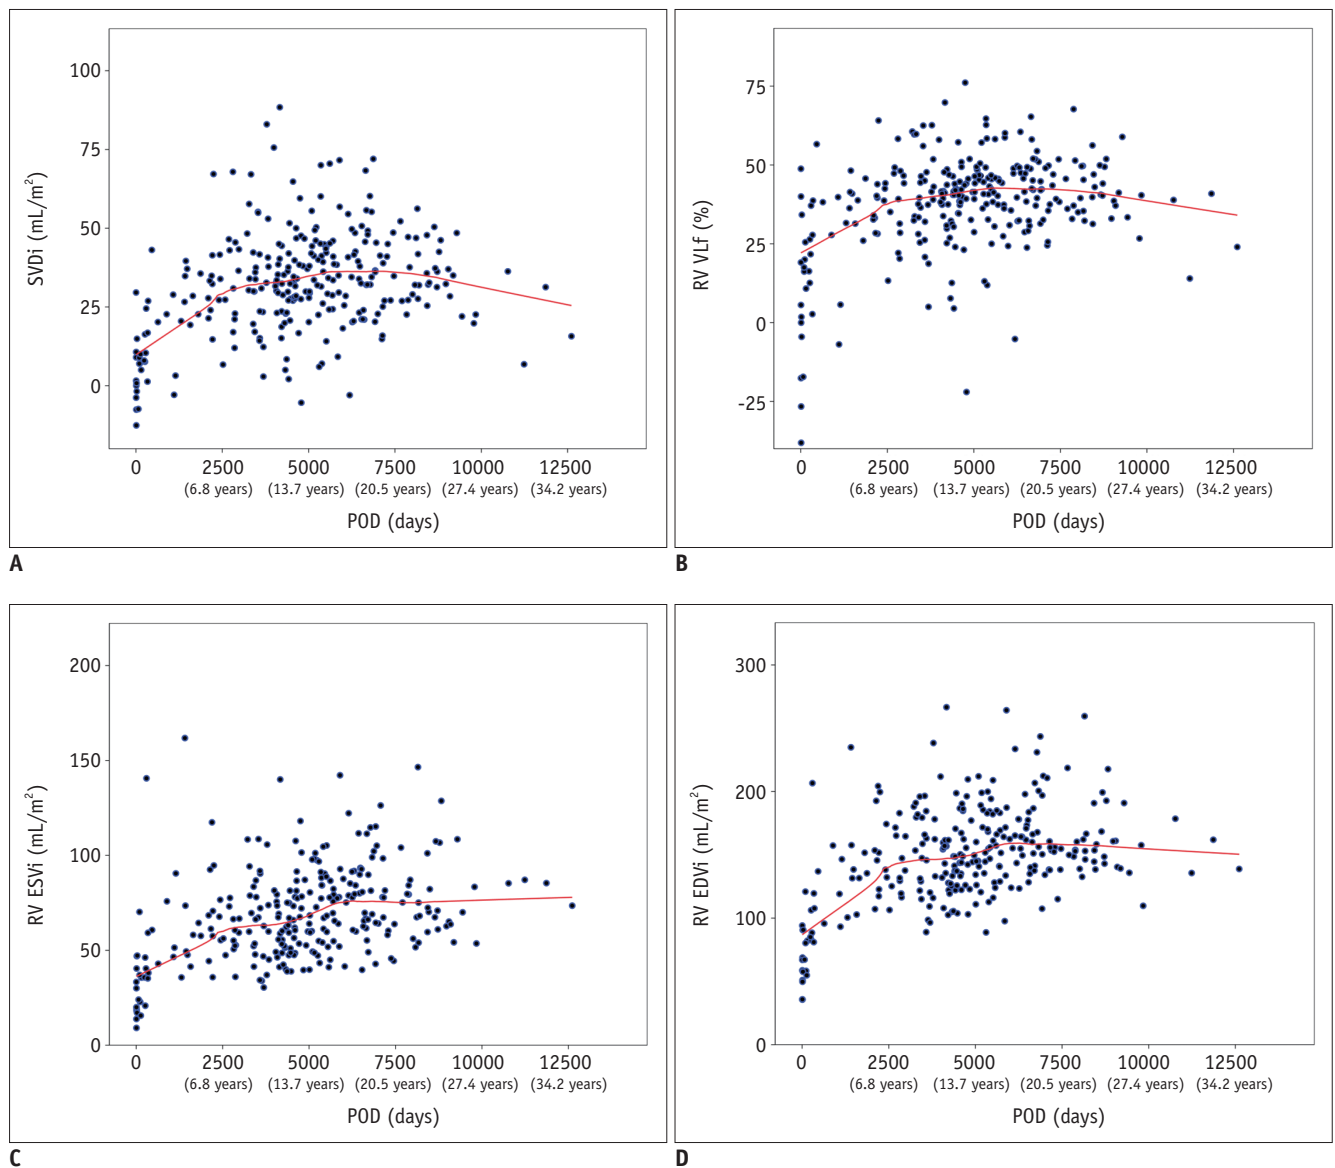 100
75
50
25
0
SVDi (mL/m²)
0 2500 5000 7500 10000 12500
(6.8 years) (13.7 years) (20.5 years) (27.4 years) (34.2 years)
POD (days)
A
75
50
25
0
-25
RV VLf (%)
0 2500 5000 7500 10000 12500
(6.8 years) (13.7 years) (20.5 years) (27.4 years) (34.2 years)
POD (days)
B
200
150
100
50
0
RV ESVi (mL/m²)
0 2500 5000 7500 10000 12500
(6.8 years) (13.7 years) (20.5 years) (27.4 years) (34.2 years)
POD (days)
C
300
200
100
0
RV EDVi (mL/m²)
0 2500 5000 7500 10000 12500
(6.8 years) (13.7 years) (20.5 years) (27.4 years) (34.2 years)
POD (days)
D